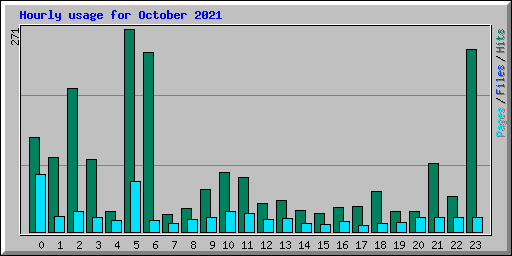 Hourly usage for October 2021
271
Pages/Files/Hits
0 1 2 3 4 5 6 7 8 9 10 11 12 13 14 15 16 17 18 19 20 21 22 23